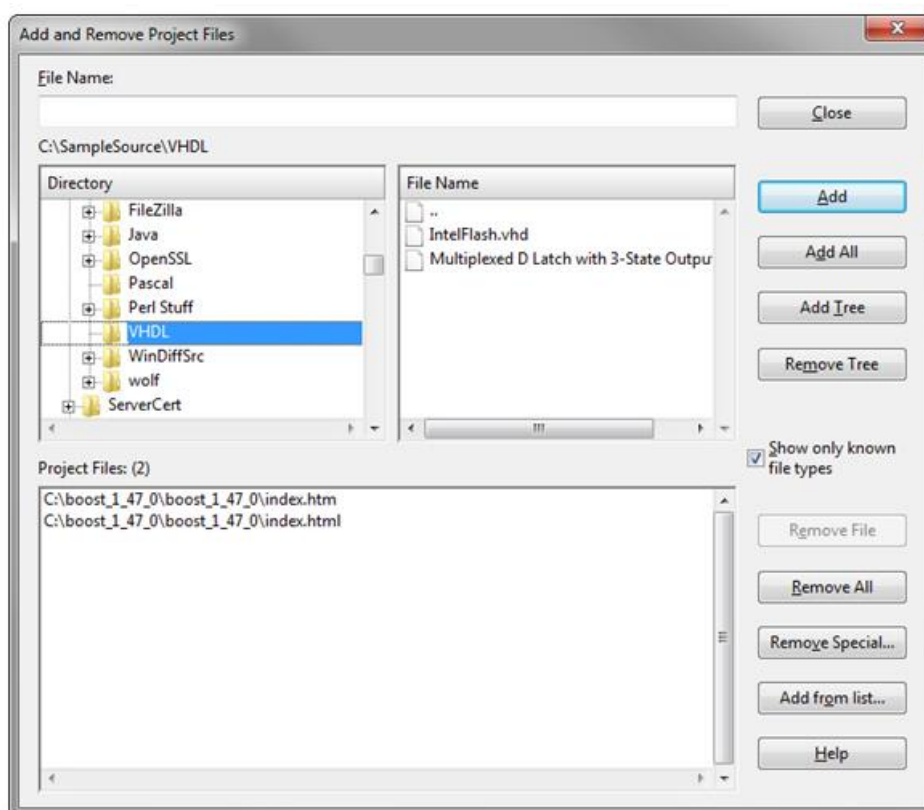 Add and Remove Project Files
File Name:
Close
C:\SampleSource\VHDL
Directory
File Name
FileZilla
Java
OpenSSL
Pascal
Perl Stuff
VHDL
WinDiffSrc
wolf
ServerCert
..
IntelFlash.vhd
Multiplexed D Latch with 3-State Outpu
Add
Add All
Add Tree
Remove Tree
Show only known
file types
Project Files: (2)
C:\boost_1_47_0\boost_1_47_0\index.htm
C:\boost_1_47_0\boost_1_47_0\index.html
Remove File
Remove All
Remove Special...
Add from list...
Help